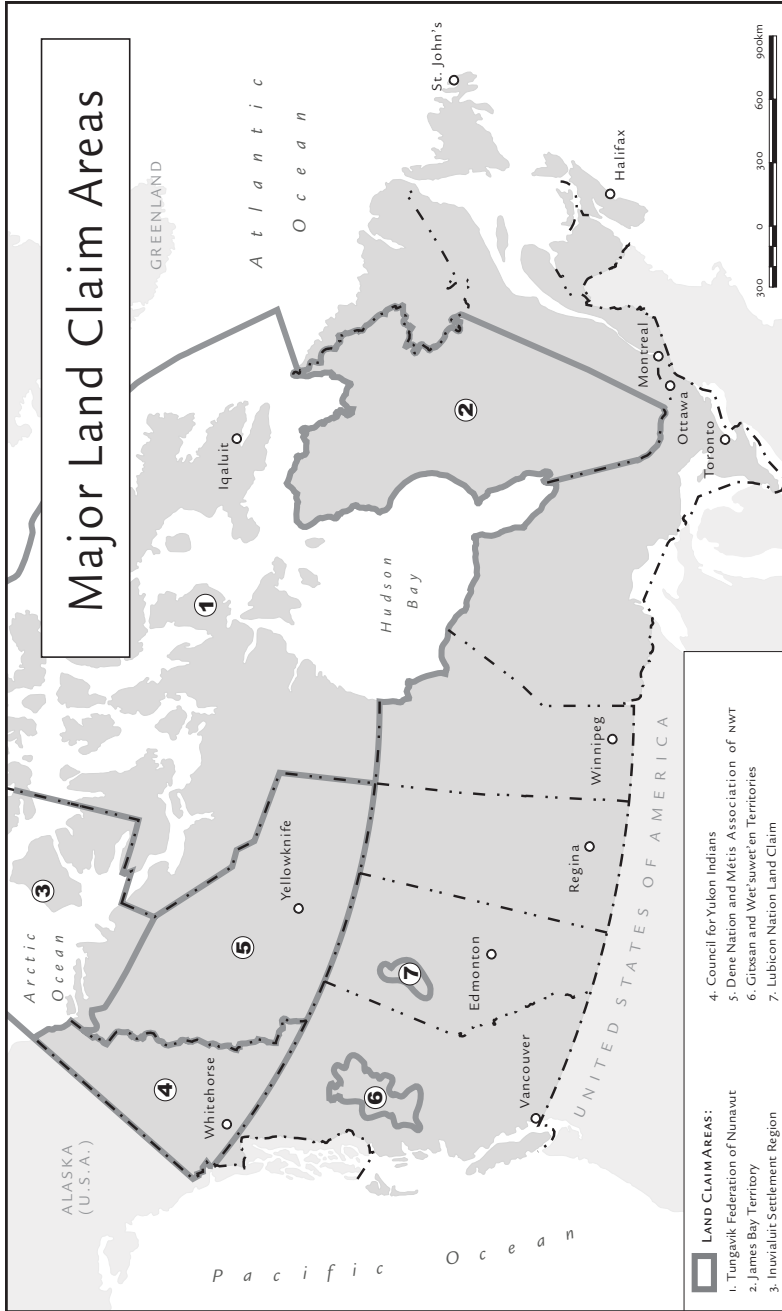 Major Land Claim Areas
ALASKA
(U.S.A.)
Arctic
Ocean
GREENLAND
Atlantic
Ocean
Pacific Ocean
Hudson
Bay
UNITED STATES OF AMERICA
Whitehorse
Yellowknife
Iqaluit
Vancouver
Edmonton
Regina
Winnipeg
Toronto
Ottawa
Montreal
Halifax
St. John's
1
2
3
4
5
6
7
LAND CLAIM AREAS:
1. Tungavik Federation of Nunavut
2. James Bay Territory
3. Inuvialuit Settlement Region
4. Council for Yukon Indians
5. Dene Nation and Métis Association of NWT
6. Gitxsan and Wet'suwet'en Territories
7. Lubicon Nation Land Claim
300 0 300 600 900km